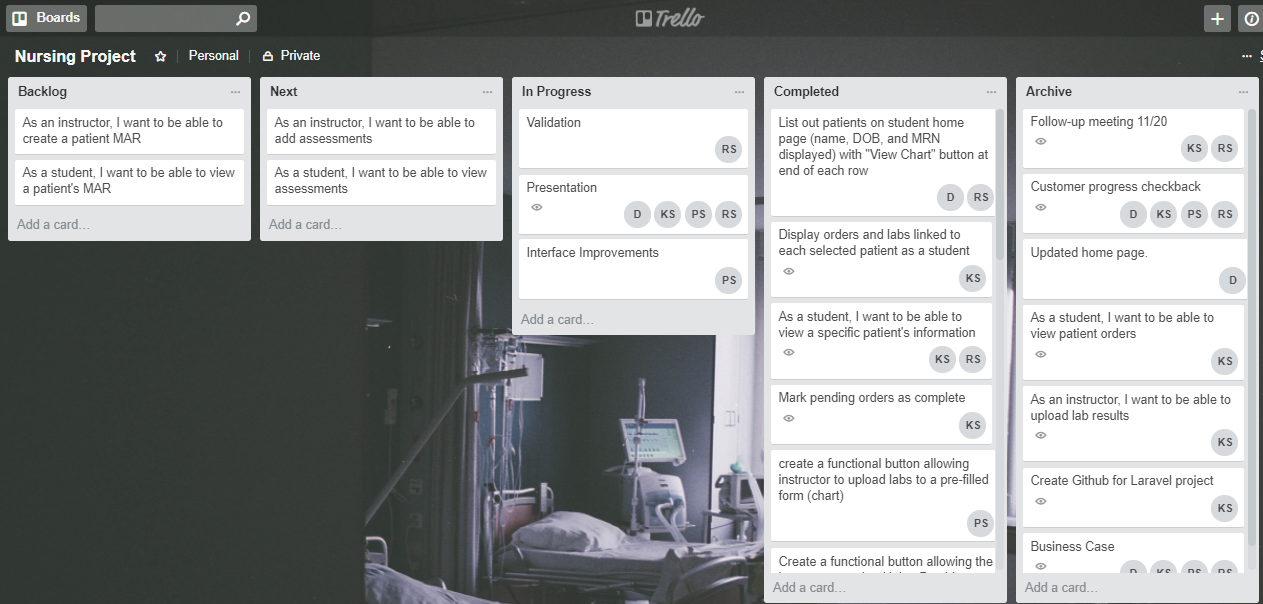 Boards
Trello
Nursing Project
Personal
Private
Backlog
As an instructor, I want to be able to
create a patient MAR
As a student, I want to be able to view
a patient's MAR
Add a card…
Next
As an instructor, I want to be able to
add assessments
As a student, I want to be able to view
assessments
Add a card…
In Progress
Validation
RS
Presentation
D KS PS RS
Interface Improvements
PS
Add a card…
Completed
List out patients on student home
page (name, DOB, and MRN
displayed) with "View Chart" button at
end of each row
D RS
Display orders and labs linked to
each selected patient as a student
KS
As a student, I want to be able to
view a specific patient's information
KS RS
Mark pending orders as complete
KS
create a functional button allowing
instructor to upload labs to a pre-filled
form (chart)
PS
Create a functional button allowing the
Add a card…
Archive
Follow-up meeting 11/20
KS RS
Customer progress checkback
D KS PS RS
Updated home page.
D
As a student, I want to be able to
view patient orders
KS
As an instructor, I want to be able to
upload lab results
KS
Create Github for Laravel project
KS
Business Case
D KS PS RS
Add a card…